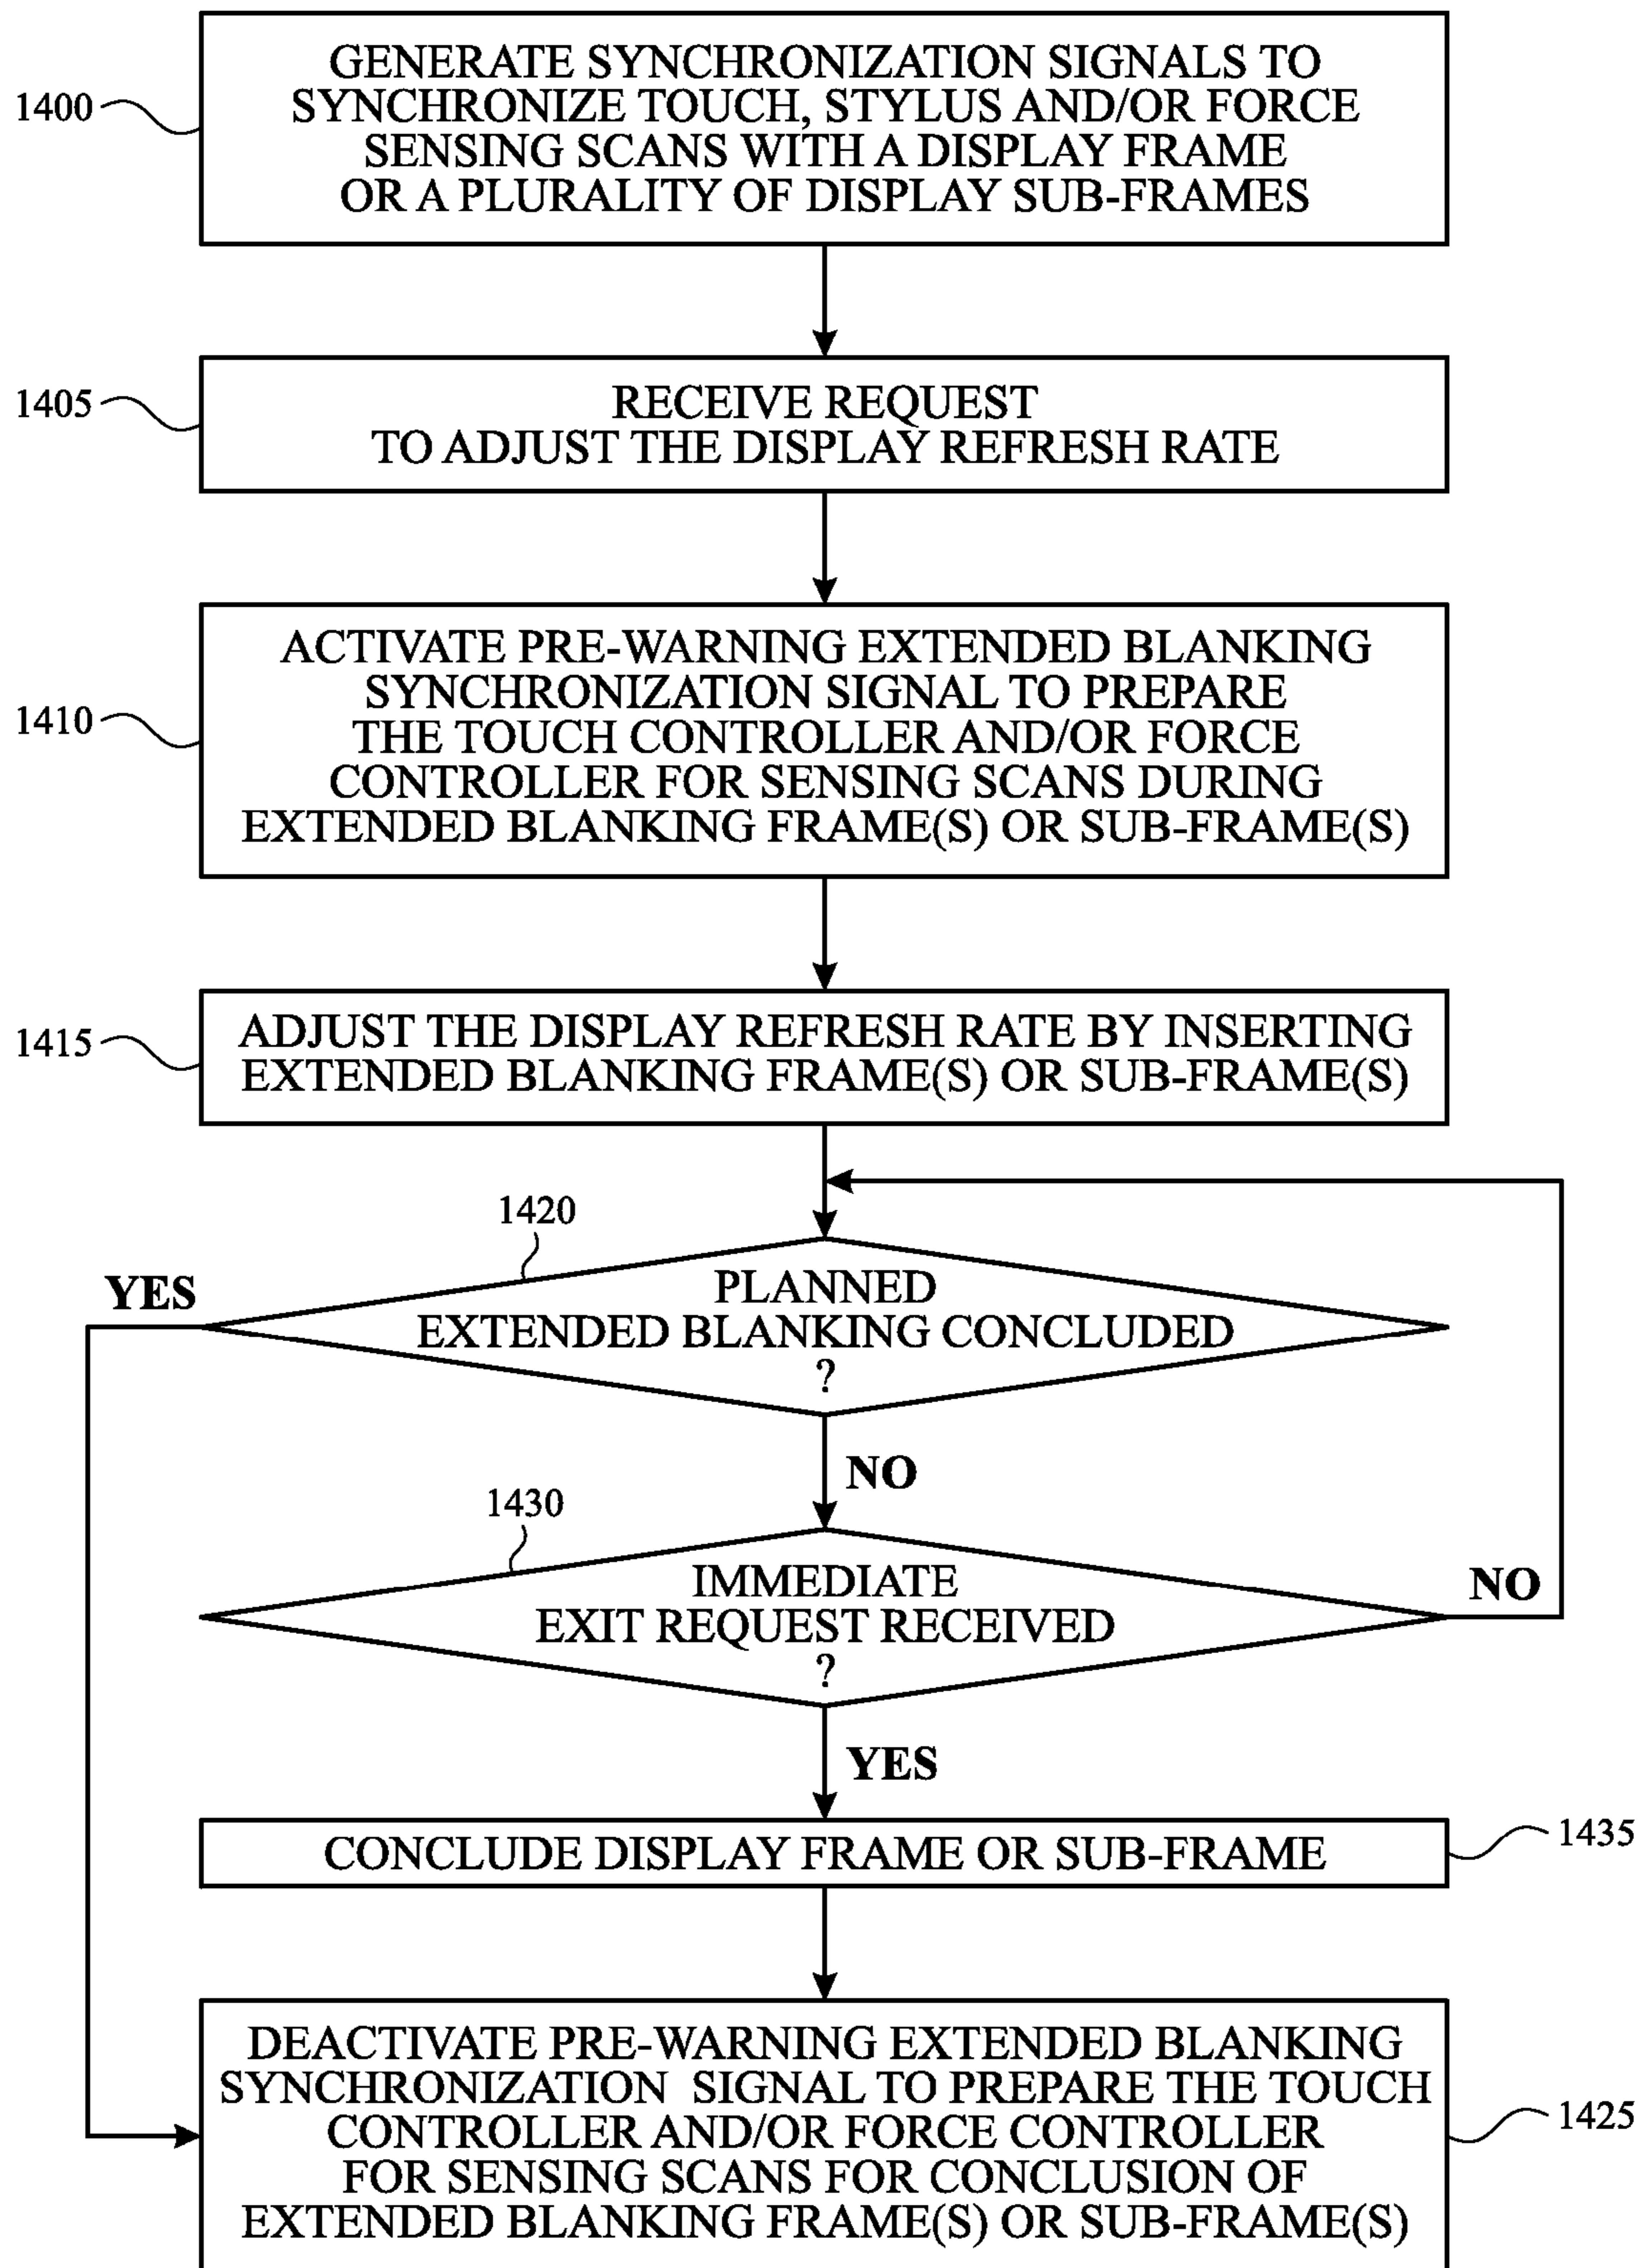 1400
GENERATE SYNCHRONIZATION SIGNALS TO
SYNCHRONIZE TOUCH, STYLUS AND/OR FORCE
SENSING SCANS WITH A DISPLAY FRAME
OR A PLURALITY OF DISPLAY SUB-FRAMES
1405
RECEIVE REQUEST
TO ADJUST THE DISPLAY REFRESH RATE
1410
ACTIVATE PRE-WARNING EXTENDED BLANKING
SYNCHRONIZATION SIGNAL TO PREPARE
THE TOUCH CONTROLLER AND/OR FORCE
CONTROLLER FOR SENSING SCANS DURING
EXTENDED BLANKING FRAME(S) OR SUB-FRAME(S)
1415
ADJUST THE DISPLAY REFRESH RATE BY INSERTING
EXTENDED BLANKING FRAME(S) OR SUB-FRAME(S)
1420
YES
PLANNED
EXTENDED BLANKING CONCLUDED
?
NO
1430
IMMEDIATE
EXIT REQUEST RECEIVED
?
NO
YES
CONCLUDE DISPLAY FRAME OR SUB-FRAME
1435
DEACTIVATE PRE-WARNING EXTENDED BLANKING
SYNCHRONIZATION SIGNAL TO PREPARE THE TOUCH
CONTROLLER AND/OR FORCE CONTROLLER
FOR SENSING SCANS FOR CONCLUSION OF
EXTENDED BLANKING FRAME(S) OR SUB-FRAME(S)
1425